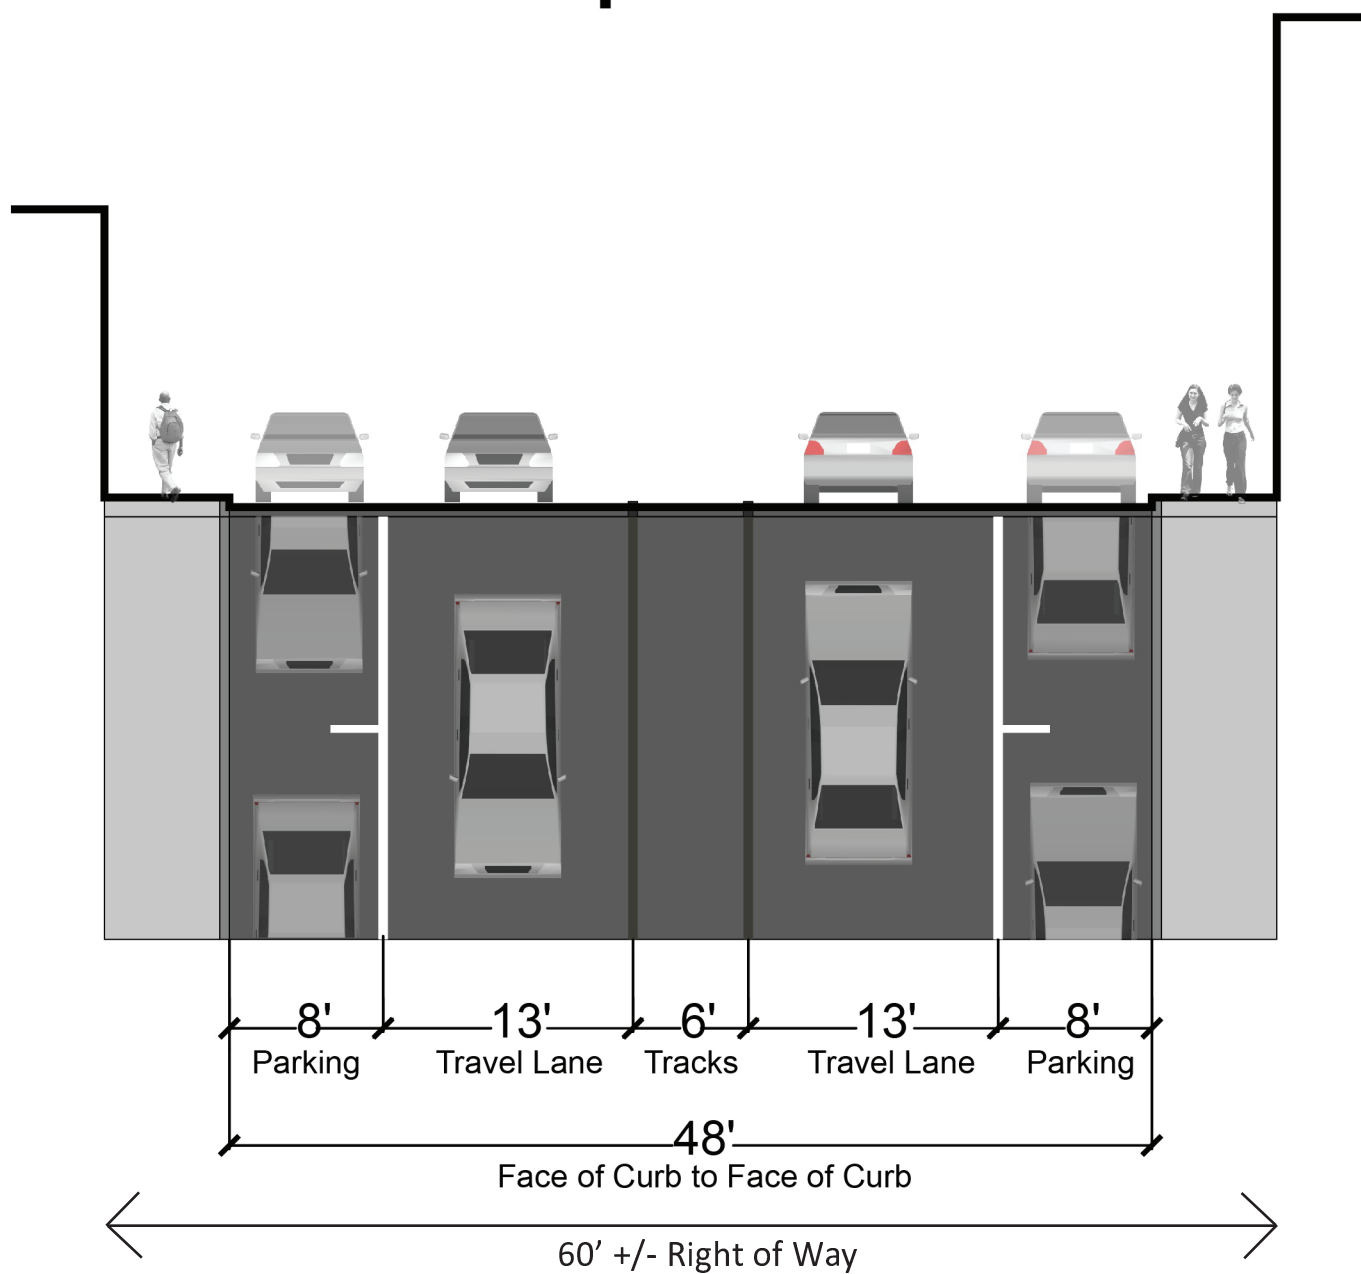 8' 13' 6' 13' 8'
Parking Travel Lane Tracks Travel Lane Parking
48'
Face of Curb to Face of Curb
60’ +/- Right of Way